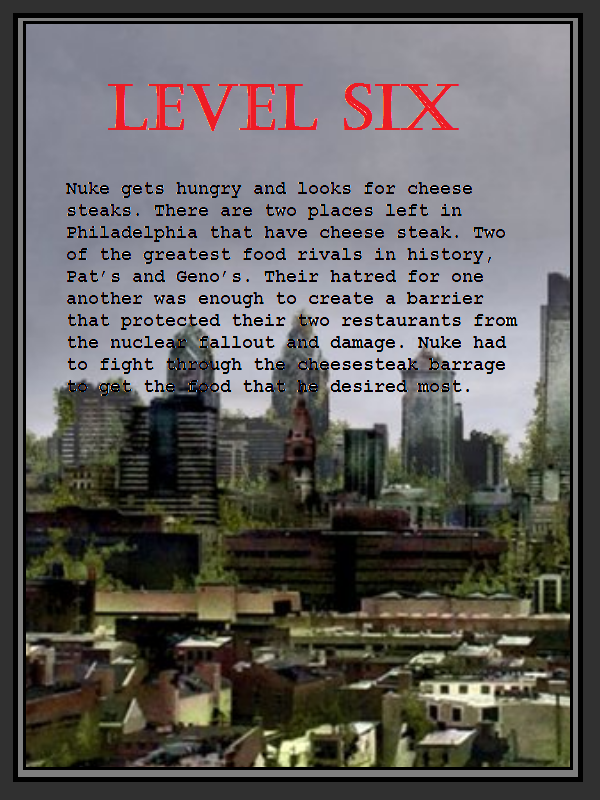 LEVEL SIX
Nuke gets hungry and looks for cheese
steaks. There are two places left in
Philadelphia that have cheese steak. Two
of the greatest food rivals in history,
Pat’s and Geno’s. Their hatred for one
another was enough to create a barrier
that protected their two restaurants from
the nuclear fallout and damage. Nuke had
to fight through the cheesesteak barrage
to get the food that he desired most.